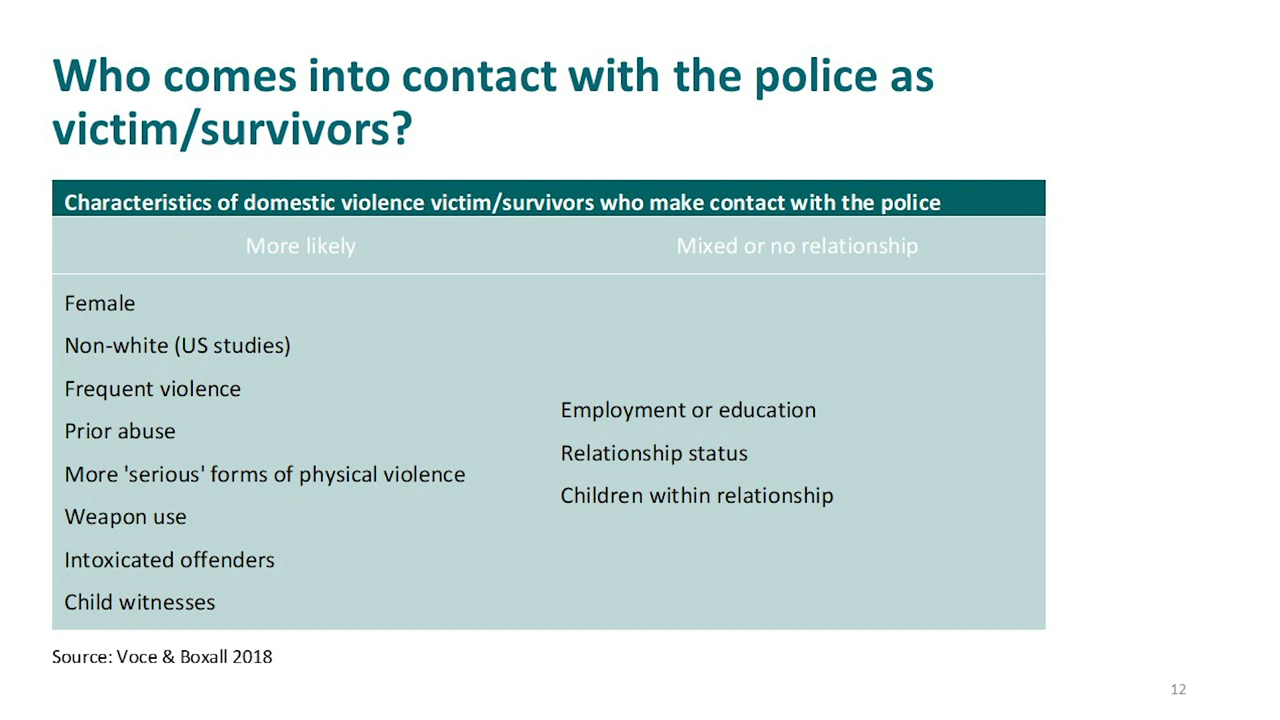 Who comes into contact with the police as
victim/survivors?
Characteristics of domestic violence victim/survivors who make contact with the police
More likely
Mixed or no relationship
Female
Non-white (US studies)
Frequent violence
Prior abuse
More 'serious' forms of physical violence
Weapon use
Intoxicated offenders
Child witnesses
Employment or education
Relationship status
Children within relationship
Source: Voce & Boxall 2018
12